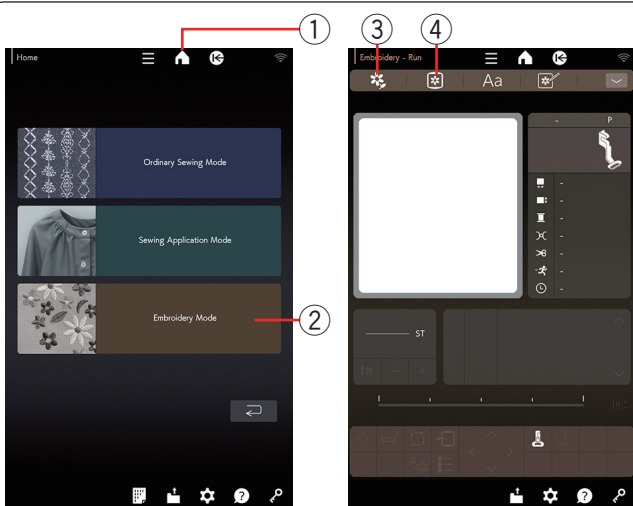 1
3
4
Home
Embroidery - Run
Aa
- P
Ordinary Sewing Mode
-
-
-
Sewing Application Mode
-
-
-
-
Embroidery Mode
2
ST
- +